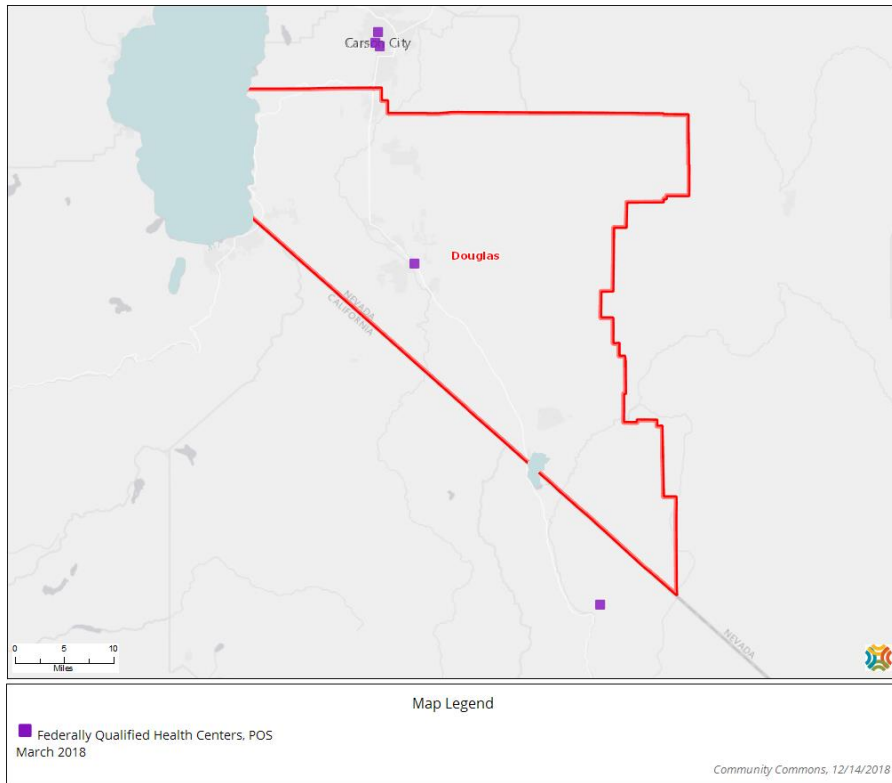 Carson City
Douglas
NEVADA
CALIFORNIA
NEVADA
0 5 10
Miles
Map Legend
Federally Qualified Health Centers, POS
March 2018
Community Commons, 12/14/2018